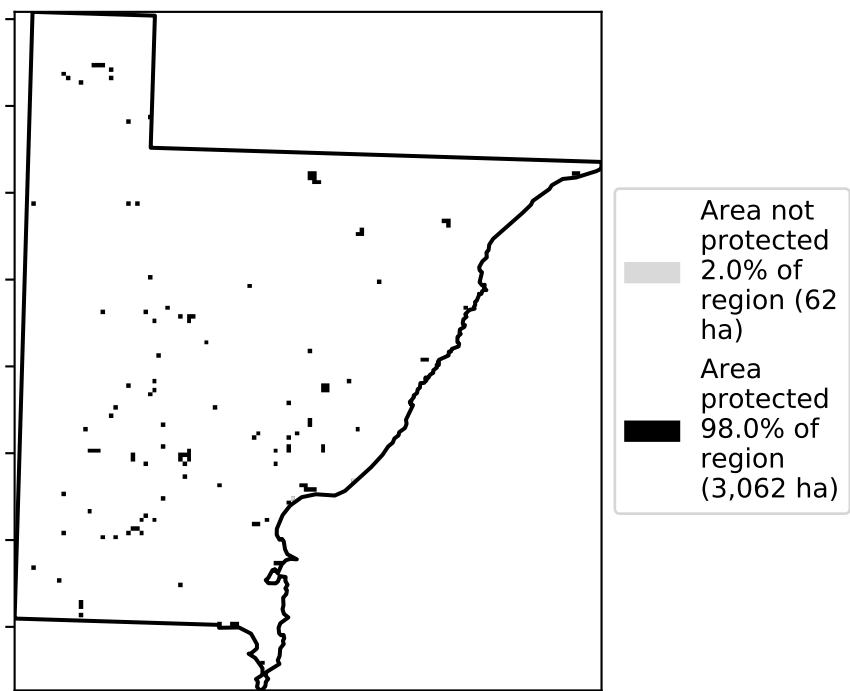 Area not
protected
2.0% of
region (62
ha)
Area
protected
98.0% of
region
(3,062 ha)